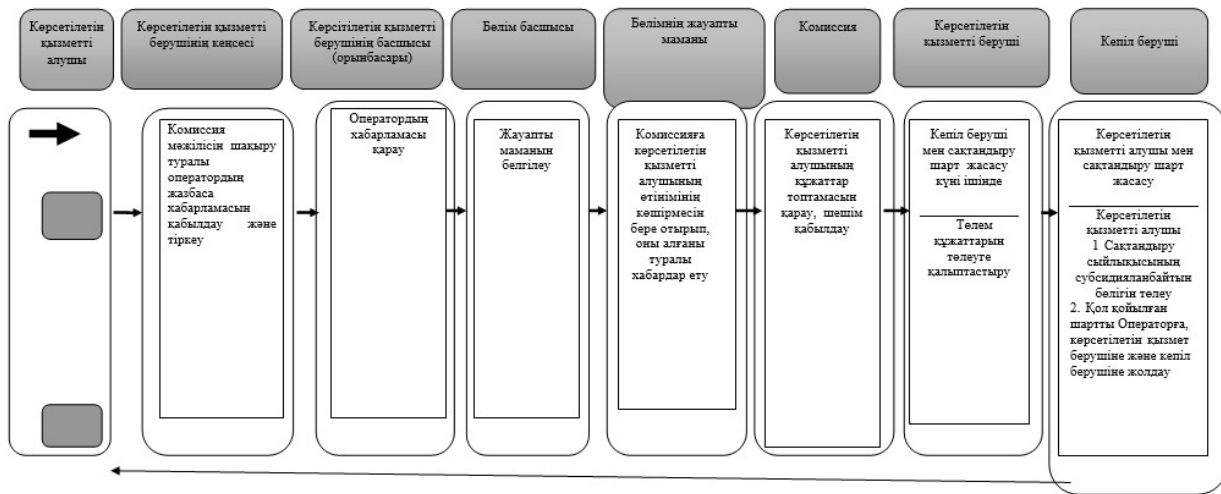 Көрсетілетін
қызметті
алушы
Көрсетілетін қызметті
берушінің кеңсесі
Көрсітілетін қызметті
берушінің басшысы
(орынбасары)
Бөлім басшысы
Бөлімнің жауапты
маманы
Комиссия
Көрсетілетін
қызметті беруші
Кепіл беруші
Комиссия
мәжілісін шақыру
туралы
оператордың
жазбаса
хабарламасын
қабылдау және
тіркеу
Оператордың
хабарламасы
қарау
Жауапты
маманын
белгілеу
Комиссияға
көрсетілетін
қызметті
алушының
өтінімінің
көшірмесін
бере отырып,
оны алғаны
туралы
хабардар ету
Көрсетілетін
қызметті
алушының
құжаттар
топтамасын
қарау, шешім
қабылдау
Кепіл беруші
мен сақтандыру
шарт жасасу
күні ішінде
Төлем
құжаттарын
төлеуге
қалыптастыру
Көрсетілетін
қызметті алушы мен
сақтандыру шарт
жасасу
Көрсетілетін
қызметті алушы
1 Сақтандыру
сыйлықысының
субсидияланбайтын
бөлігін төлеу
2. Қол қойылған
шартты Операторға,
көрсетілетін қызмет
берушіне және кепіл
берушіне жолдау